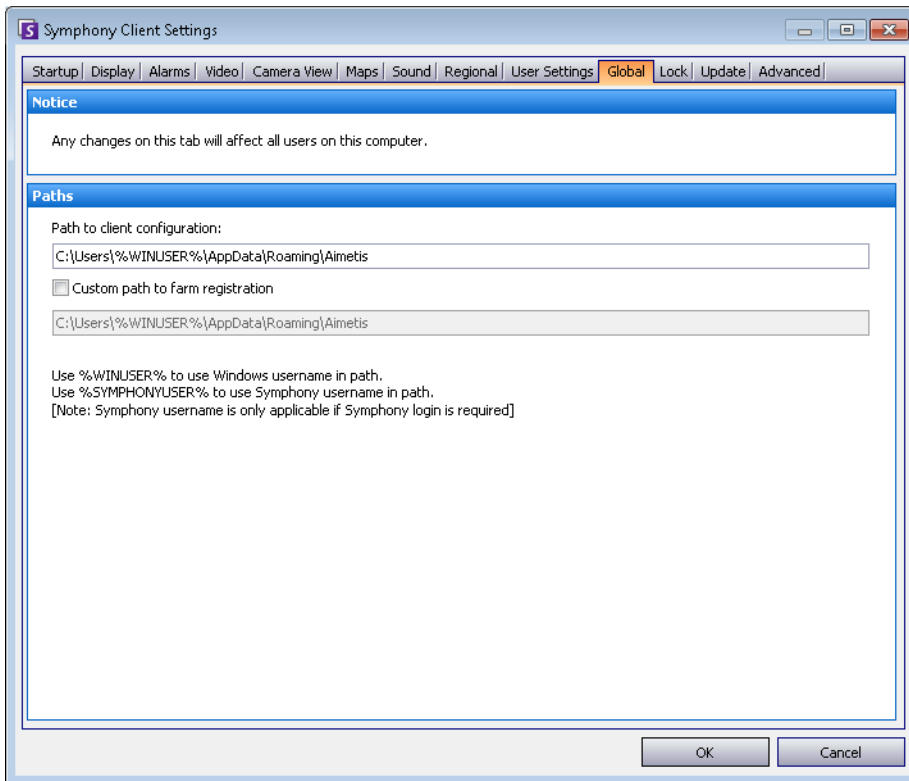 Symphony Client Settings
Startup Display Alarms Video Camera View Maps Sound Regional User Settings Global Lock Update Advanced
Notice
Any changes on this tab will affect all users on this computer.
Paths
Path to client configuration:
C:\Users\%WINUSER%\AppData\Roaming\Aimetis
Custom path to farm registration
C:\Users\%WINUSER%\AppData\Roaming\Aimetis
Use %WINUSER% to use Windows username in path.
Use %SYMPHONYUSER% to use Symphony username in path.
[Note: Symphony username is only applicable if Symphony login is required]
OK Cancel